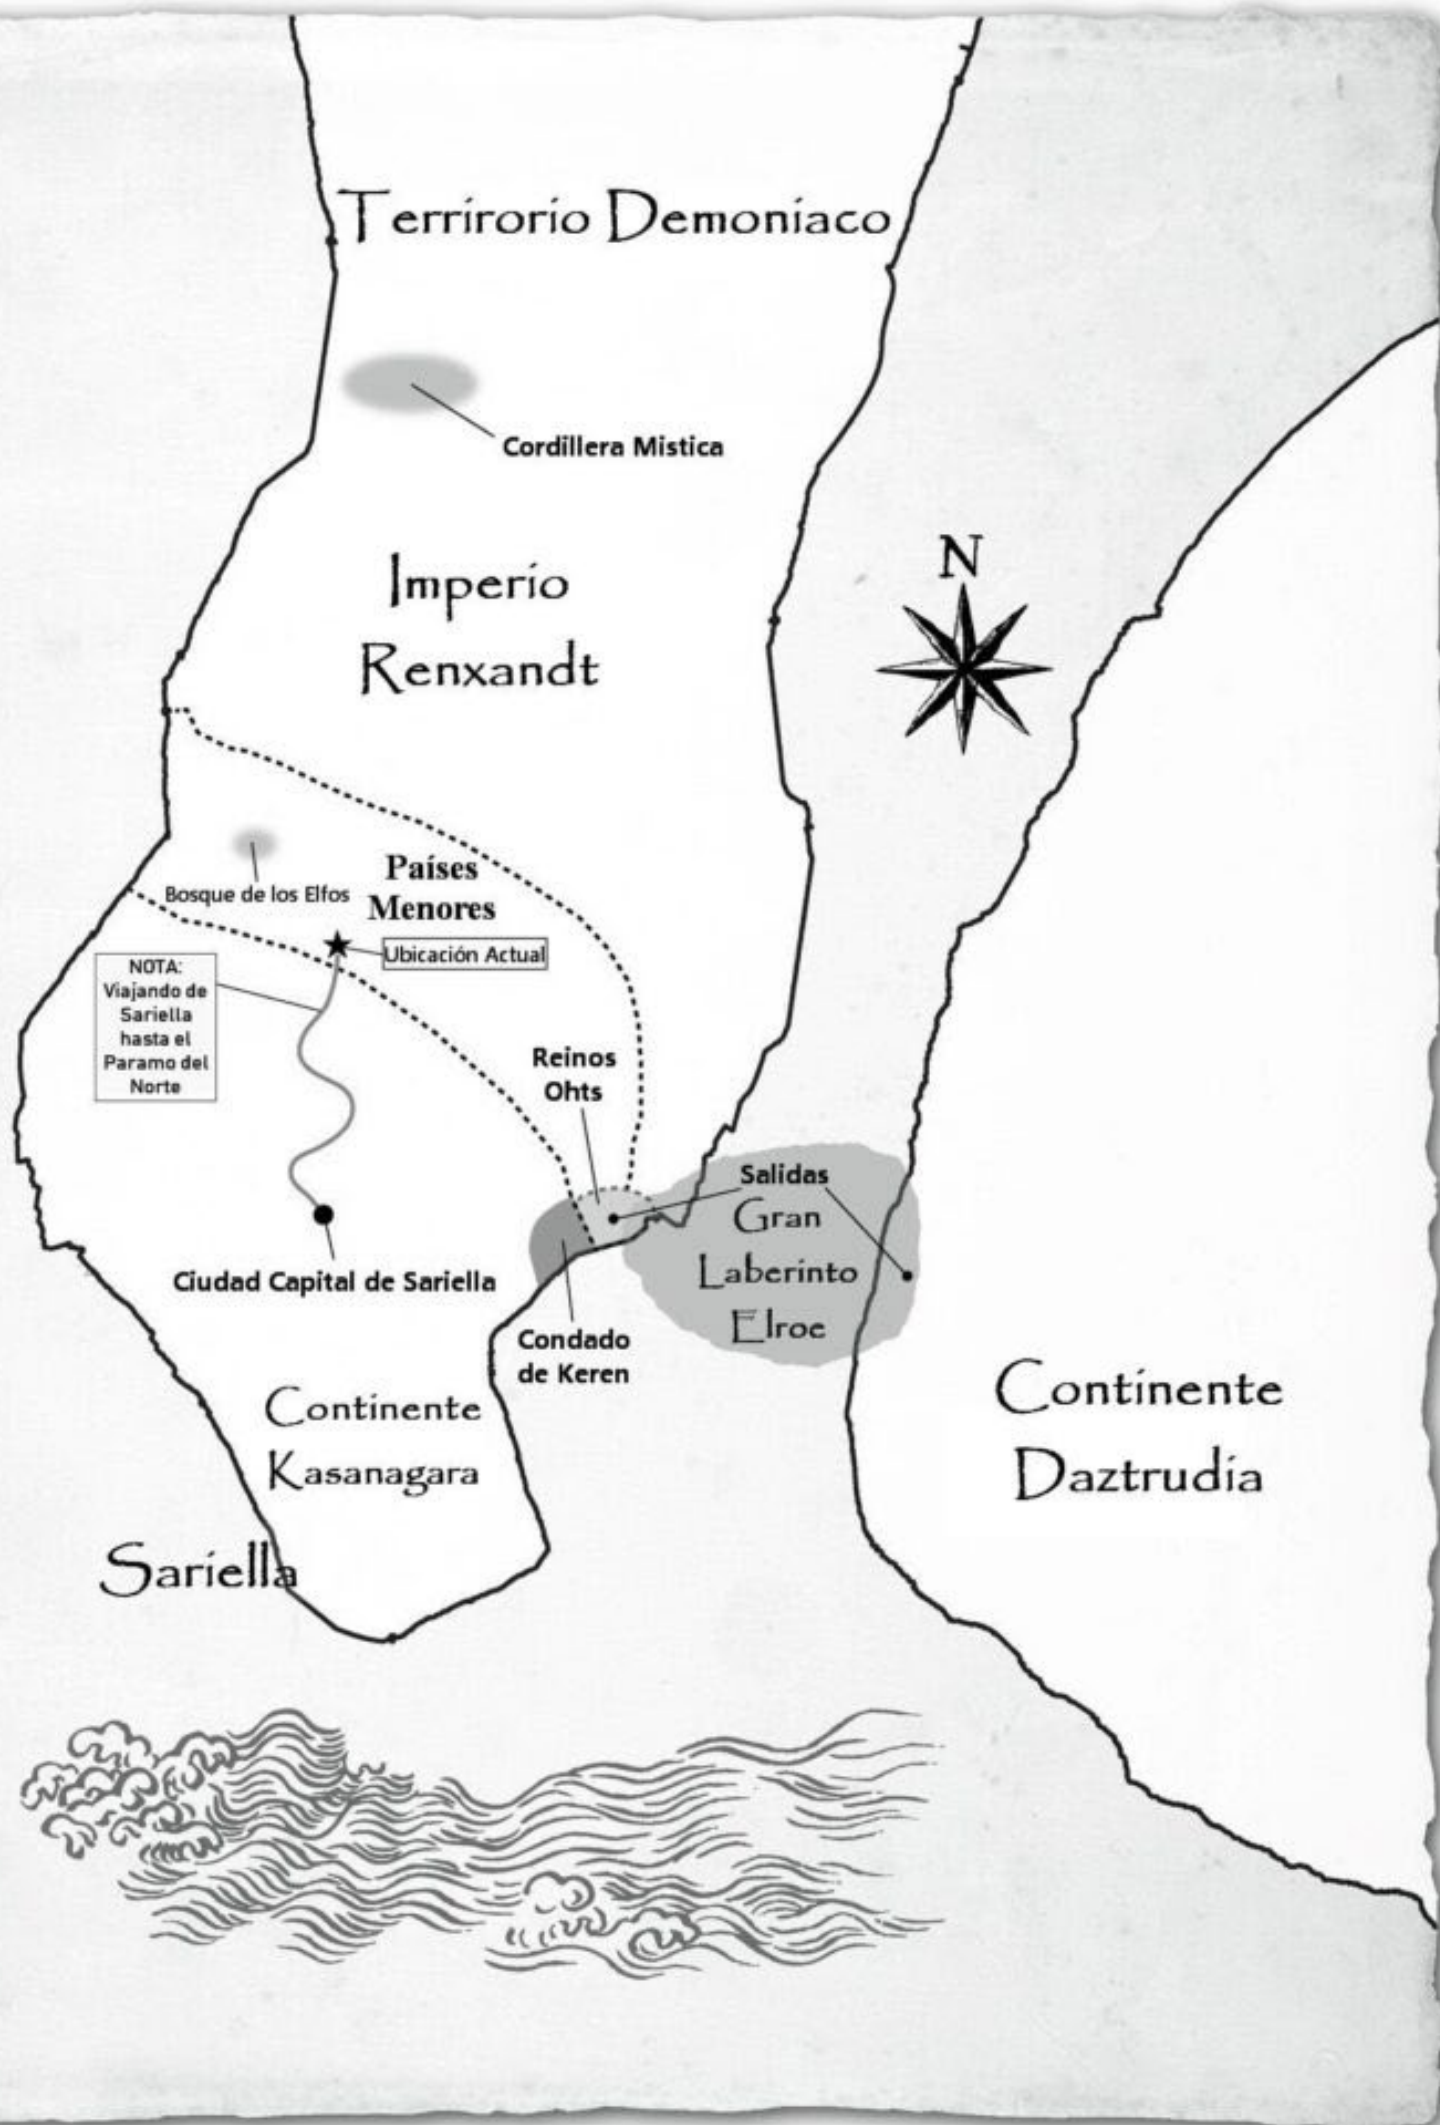 Terrirorio Demoniaco
Cordillera Mistica
N
Imperio
Renxandt
Países
Menores
Bosque de los Elfos
Ubicación Actual
NOTA:
Viajando de
Sariella
hasta el
Paramo del
Norte
Reinos
Ohts
Salidas
Gran
Laberinto
Elroe
Ciudad Capital de Sariella
Condado
de Keren
Continente
Kasanagara
Continente
Daztrudia
Sariella